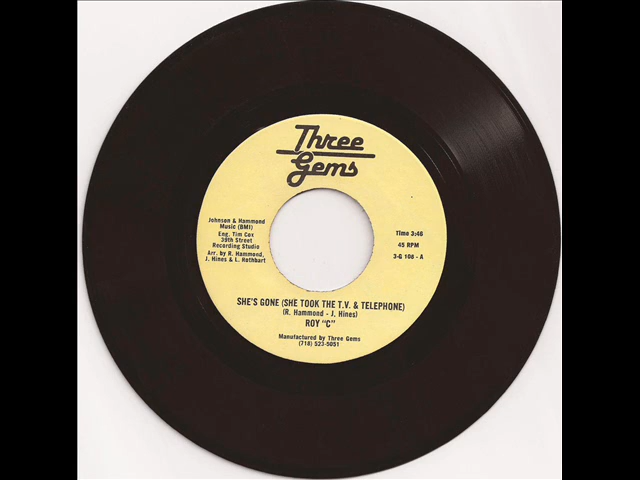 Three
Gems
Johnson & Hammond
Music (BMI)
Eng. Tim Cox
39th Street
Recording Studio
Arr. by R. Hammond,
J. Hines & L. Rothbart
Time 3:46
45 RPM
3-G 108 - A
SHE'S GONE (SHE TOOK THE T.V. & TELEPHONE)
(R. Hammond - J. Hines)
ROY "C"
Manufactured by Three Gems
(718) 523-5051